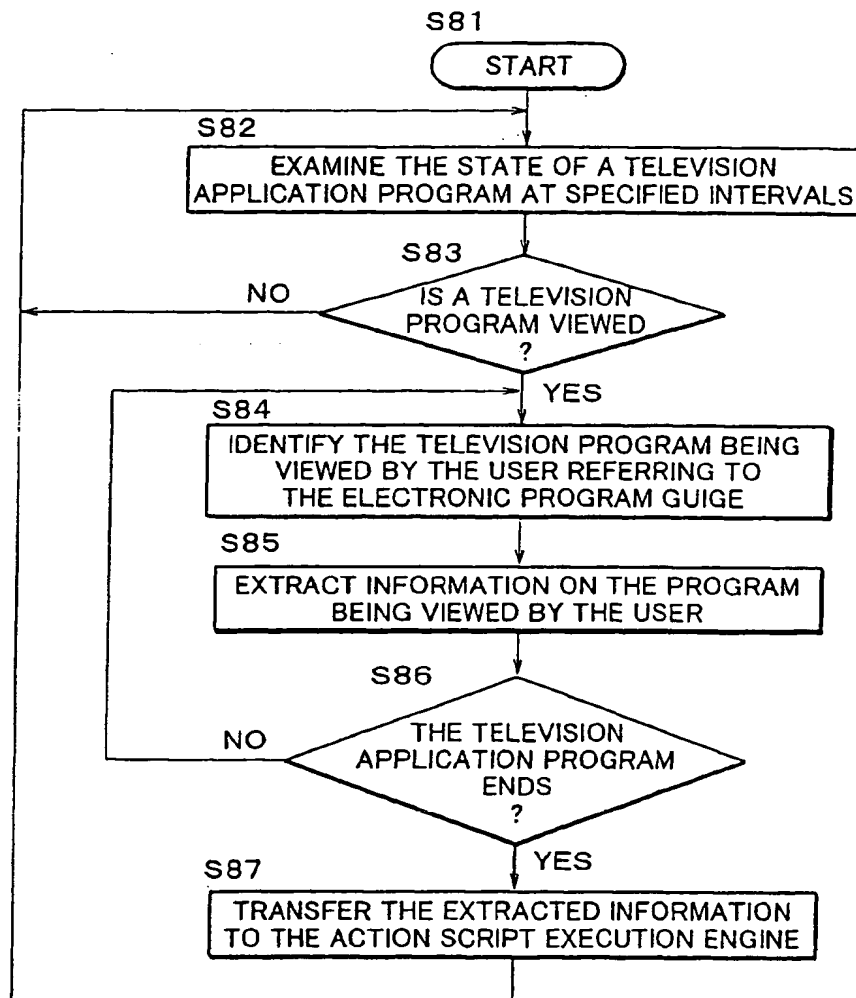 S81
START
S82
EXAMINE THE STATE OF A TELEVISION
APPLICATION PROGRAM AT SPECIFIED INTERVALS
S83
NO
IS A TELEVISION
PROGRAM VIEWED
?
YES
S84
IDENTIFY THE TELEVISION PROGRAM BEING
VIEWED BY THE USER REFERRING TO
THE ELECTRONIC PROGRAM GUIGE
S85
EXTRACT INFORMATION ON THE PROGRAM
BEING VIEWED BY THE USER
S86
NO
THE TELEVISION
APPLICATION PROGRAM
ENDS
?
YES
S87
TRANSFER THE EXTRACTED INFORMATION
TO THE ACTION SCRIPT EXECUTION ENGINE